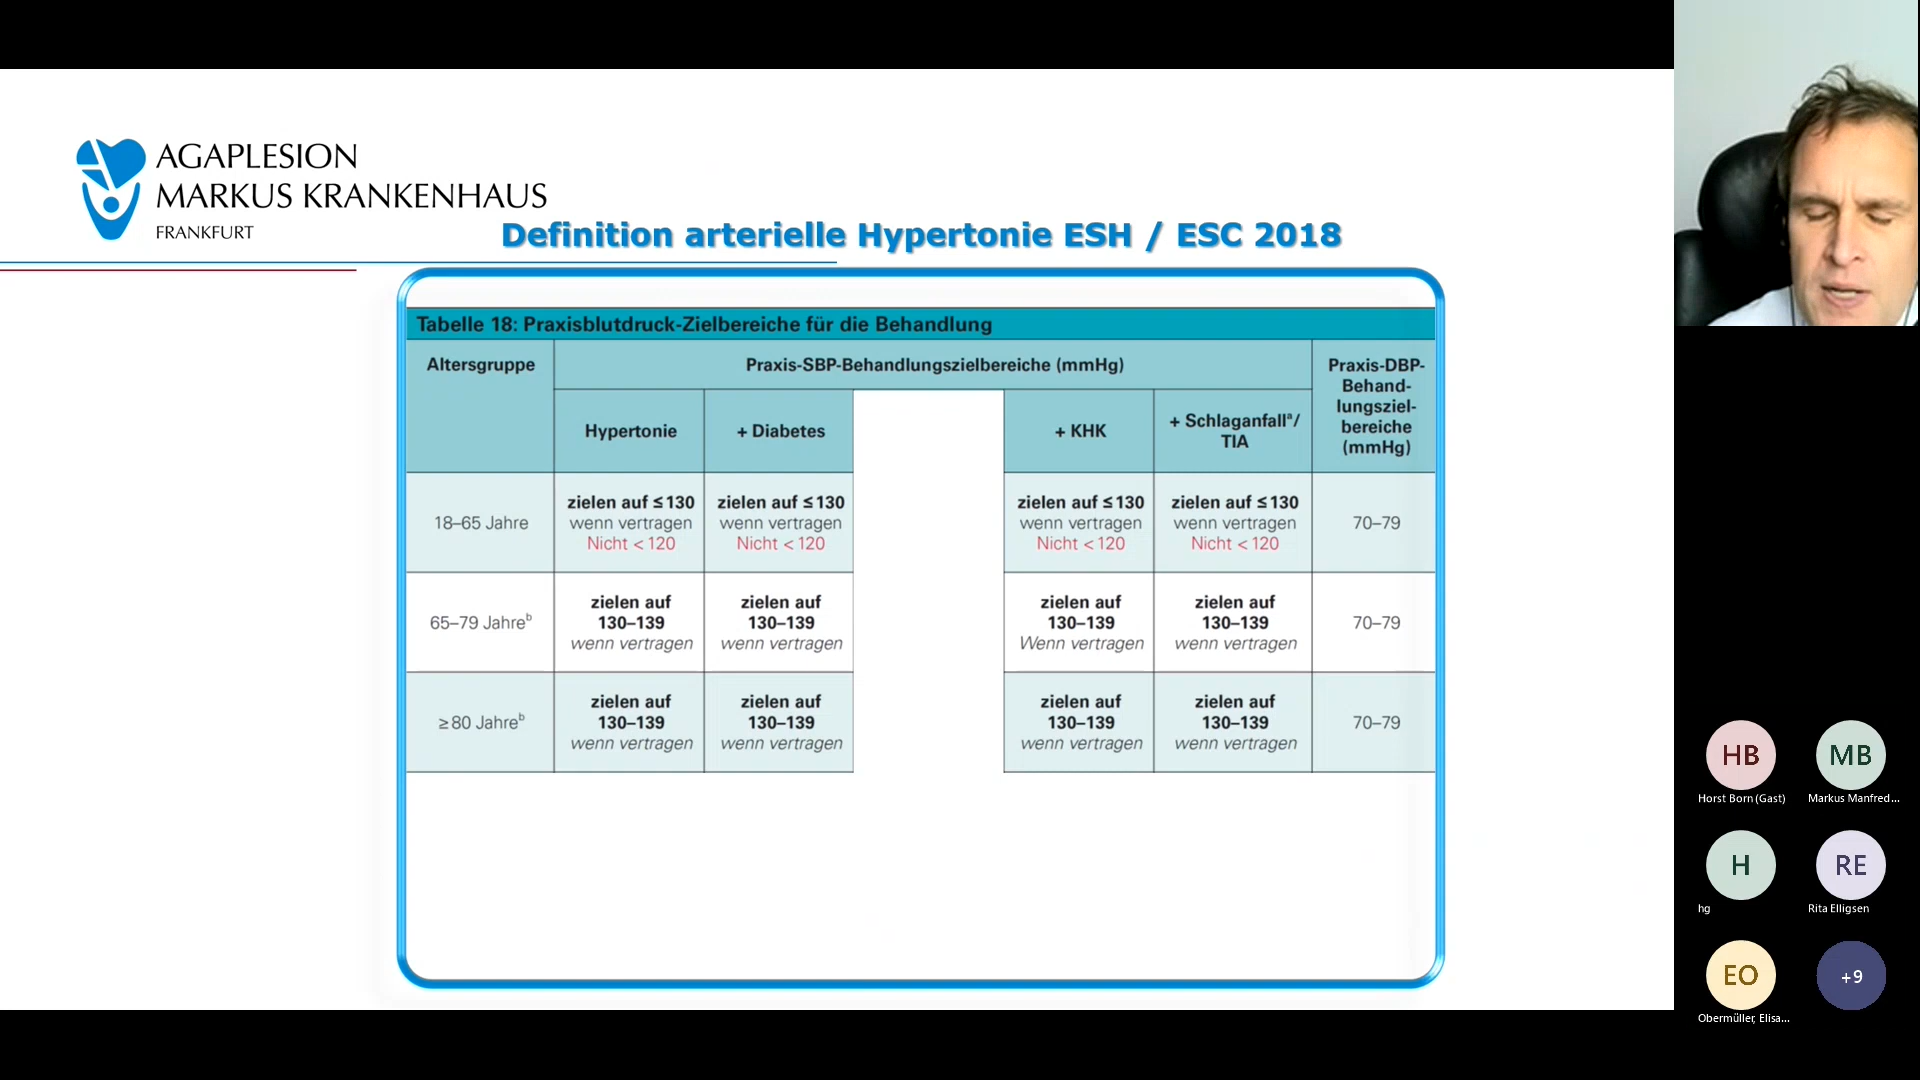 AGAPLESION
MARKUS KRANKENHAUS
FRANKFURT
Definition arterielle Hypertonie ESH / ESC 2018
Tabelle 18: Praxisblutdruck-Zielbereiche für die Behandlung
Altersgruppe
Praxis-SBP-Behandlungszielbereiche (mmHg)
Praxis-DBP-
Behand-
lungsziel-
bereiche
(mmHg)
Hypertonie
+ Diabetes
+ KHK
+ Schlaganfallᵃ/
TIA
18–65 Jahre
zielen auf ≤130
wenn vertragen
Nicht <120
zielen auf ≤130
wenn vertragen
Nicht <120
zielen auf ≤130
wenn vertragen
Nicht <120
zielen auf ≤130
wenn vertragen
Nicht <120
70–79
65–79 Jahreᵇ
zielen auf
130–139
wenn vertragen
zielen auf
130–139
wenn vertragen
zielen auf
130–139
Wenn vertragen
zielen auf
130–139
wenn vertragen
70–79
≥80 Jahreᵇ
zielen auf
130–139
wenn vertragen
zielen auf
130–139
wenn vertragen
zielen auf
130–139
wenn vertragen
zielen auf
130–139
wenn vertragen
70–79
HB
Horst Born (Gast)
MB
Markus Manfred...
H
hg
RE
Rita Elligsen
EO
Obermüller, Elisa...
+9